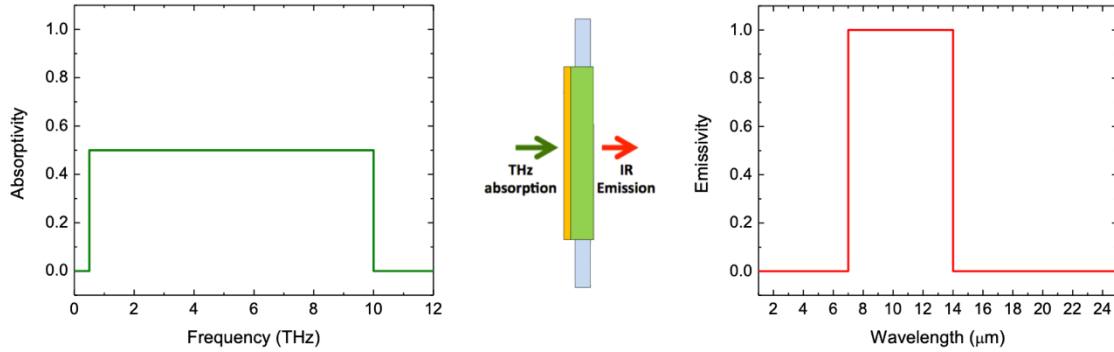 1.0
0.8
0.6
0.4
0.2
0.0
Absorptivity
0 2 4 6 8 10 12
Frequency (THz)
THz
absorption
IR
Emission
1.0
0.8
0.6
0.4
0.2
0.0
Emissivity
2 4 6 8 10 12 14 16 18 20 22 24
Wavelength (μm)